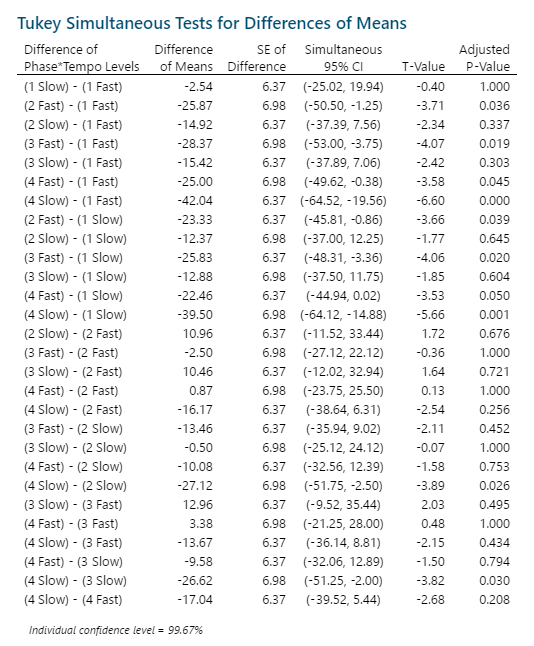 Tukey Simultaneous Tests for Differences of Means
Difference of Difference SE of Simultaneous Adjusted
Phase*Tempo Levels of Means Difference 95% CI T-Value P-Value
(1 Slow) - (1 Fast) -2.54 6.37 (-25.02, 19.94) -0.40 1.000
(2 Fast) - (1 Fast) -25.87 6.98 (-50.50, -1.25) -3.71 0.036
(2 Slow) - (1 Fast) -14.92 6.37 (-37.39, 7.56) -2.34 0.337
(3 Fast) - (1 Fast) -28.37 6.98 (-53.00, -3.75) -4.07 0.019
(3 Slow) - (1 Fast) -15.42 6.37 (-37.89, 7.06) -2.42 0.303
(4 Fast) - (1 Fast) -25.00 6.98 (-49.62, -0.38) -3.58 0.045
(4 Slow) - (1 Fast) -42.04 6.37 (-64.52, -19.56) -6.60 0.000
(2 Fast) - (1 Slow) -23.33 6.37 (-45.81, -0.86) -3.66 0.039
(2 Slow) - (1 Slow) -12.37 6.98 (-37.00, 12.25) -1.77 0.645
(3 Fast) - (1 Slow) -25.83 6.37 (-48.31, -3.36) -4.06 0.020
(3 Slow) - (1 Slow) -12.88 6.98 (-37.50, 11.75) -1.85 0.604
(4 Fast) - (1 Slow) -22.46 6.37 (-44.94, 0.02) -3.53 0.050
(4 Slow) - (1 Slow) -39.50 6.98 (-64.12, -14.88) -5.66 0.001
(2 Slow) - (2 Fast) 10.96 6.37 (-11.52, 33.44) 1.72 0.676
(3 Fast) - (2 Fast) -2.50 6.98 (-27.12, 22.12) -0.36 1.000
(3 Slow) - (2 Fast) 10.46 6.37 (-12.02, 32.94) 1.64 0.721
(4 Fast) - (2 Fast) 0.87 6.98 (-23.75, 25.50) 0.13 1.000
(4 Slow) - (2 Fast) -16.17 6.37 (-38.64, 6.31) -2.54 0.256
(3 Fast) - (2 Slow) -13.46 6.37 (-35.94, 9.02) -2.11 0.452
(3 Slow) - (2 Slow) -0.50 6.98 (-25.12, 24.12) -0.07 1.000
(4 Fast) - (2 Slow) -10.08 6.37 (-32.56, 12.39) -1.58 0.753
(4 Slow) - (2 Slow) -27.12 6.98 (-51.75, -2.50) -3.89 0.026
(3 Slow) - (3 Fast) 12.96 6.37 (-9.52, 35.44) 2.03 0.495
(4 Fast) - (3 Fast) 3.38 6.98 (-21.25, 28.00) 0.48 1.000
(4 Slow) - (3 Fast) -13.67 6.37 (-36.14, 8.81) -2.15 0.434
(4 Fast) - (3 Slow) -9.58 6.37 (-32.06, 12.89) -1.50 0.794
(4 Slow) - (3 Slow) -26.62 6.98 (-51.25, -2.00) -3.82 0.030
(4 Slow) - (4 Fast) -17.04 6.37 (-39.52, 5.44) -2.68 0.208
Individual confidence level = 99.67%